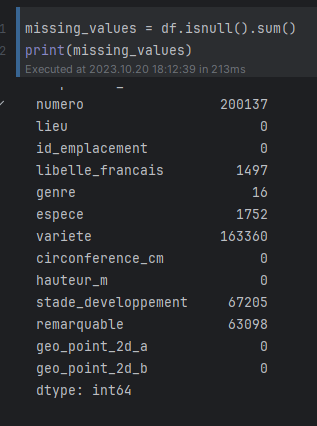 1 missing_values = df.isnull().sum()
2 print(missing_values)
Executed at 2023.10.20 18:12:39 in 213ms
numero 200137
lieu 0
id_emplacement 0
libelle_francais 1497
genre 16
espece 1752
variete 163360
circonference_cm 0
hauteur_m 0
stade_developpement 67205
remarquable 63098
geo_point_2d_a 0
geo_point_2d_b 0
dtype: int64